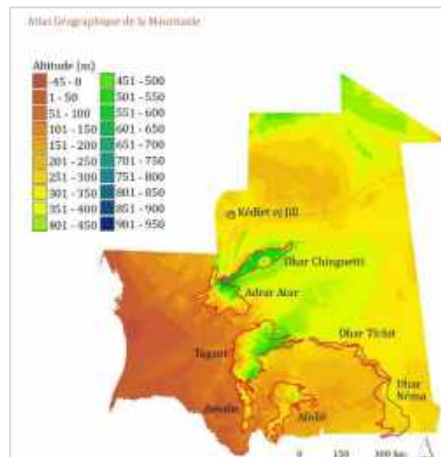 Atlas Géographique de la Mauritanie
Altitude (m)
-45 - 0
1 - 50
51 - 100
101 - 150
151 - 200
201 - 250
251 - 300
301 - 350
351 - 400
401 - 450
451 - 500
501 - 550
551 - 600
601 - 650
651 - 700
701 - 750
751 - 800
801 - 850
851 - 900
901 - 950
Kédiet ej Jill
Dhar Chinguetti
Adrar Atar
Dhar Tichit
Tagant
Dhar
Néma
Assaba
Afollé
0 150 300 km